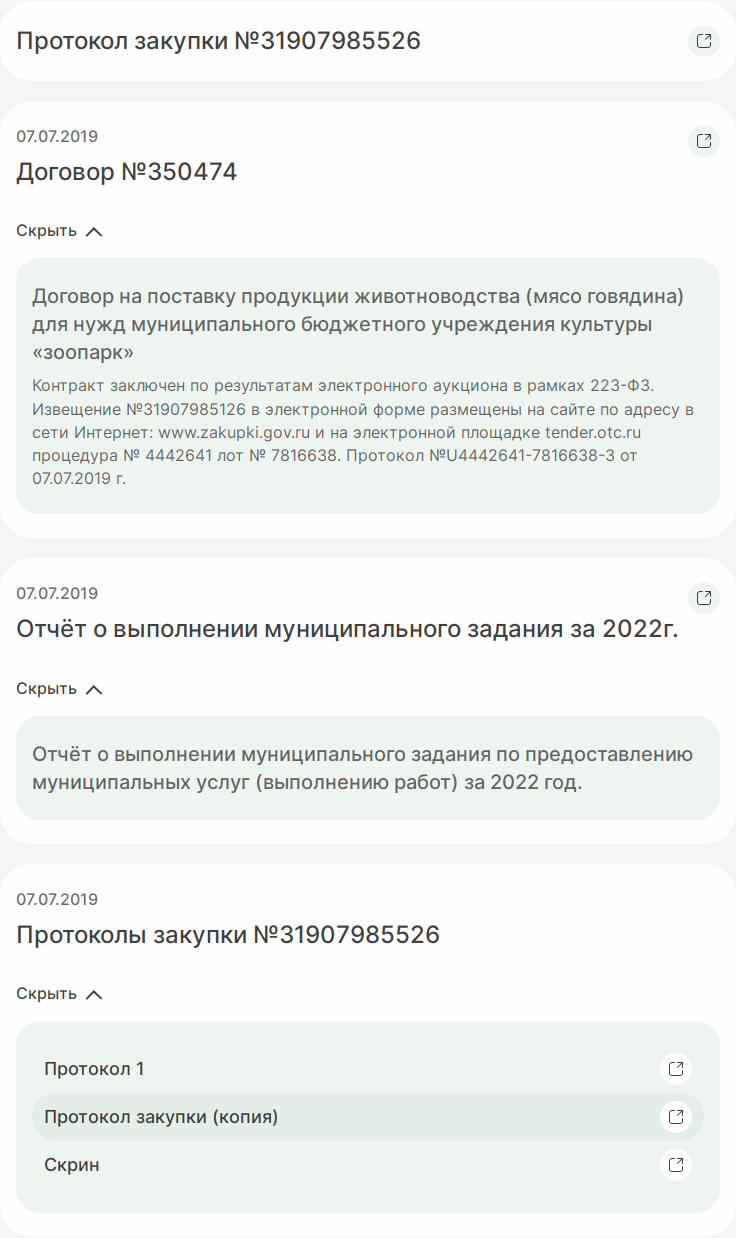 Протокол закупки №31907985526
07.07.2019
Договор №350474
Скрыть
Договор на поставку продукции животноводства (мясо говядина)
для нужд муниципального бюджетного учреждения культуры
«зоопарк»
Контракт заключен по результатам электронного аукциона в рамках 223-ФЗ.
Извещение №31907985126 в электронной форме размещены на сайте по адресу в
сети Интернет: www.zakupki.gov.ru и на электронной площадке tender.otc.ru
процедура № 4442641 лот № 7816638. Протокол №U4442641-7816638-3 от
07.07.2019 г.
07.07.2019
Отчёт о выполнении муниципального задания за 2022г.
Скрыть
Отчёт о выполнении муниципального задания по предоставлению
муниципальных услуг (выполнению работ) за 2022 год.
07.07.2019
Протоколы закупки №31907985526
Скрыть
Протокол 1
Протокол закупки (копия)
Скрин